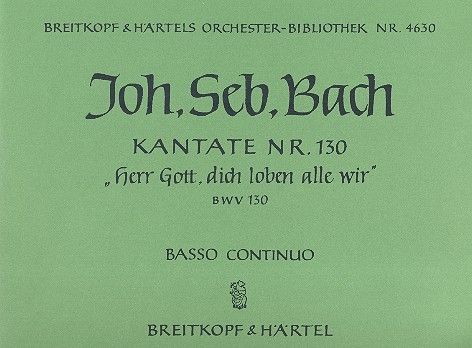 BREITKOPF & HÄRTELS ORCHESTER-BIBLIOTHEK NR. 4630
Joh. Seb. Bach
KANTATE NR. 130
„Herr Gott, dich loben alle wir"
BWV 130
BASSO CONTINUO
BREITKOPF & HÄRTEL